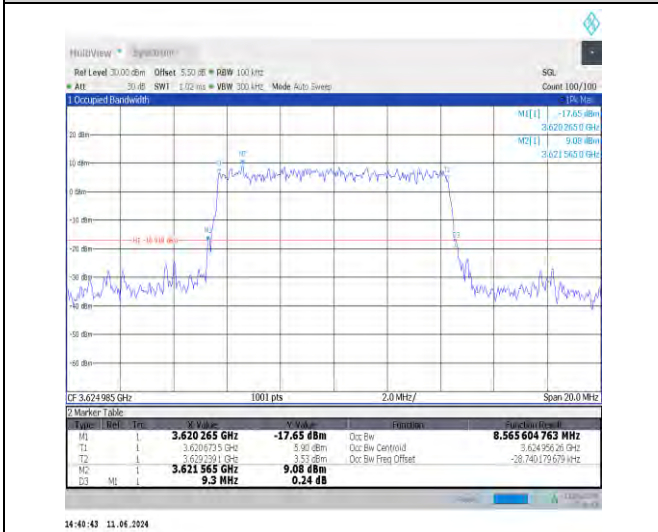 MultiView Spectrum
Ref Level 30.00 dBm Offset 5.50 dB RBW 100 kHz SGL
Att 30 dB SWT 1.02 ms VBW 300 kHz Mode Auto Sweep Count 100/100
1 Occupied Bandwidth 1Pk Max
M1[1] -17.65 dBm
3.620 265 0 GHz
M2[1] 9.08 dBm
3.621 565 0 GHz
20 dBm
10 dBm
0 dBm
-10 dBm
-20 dBm
-30 dBm
-40 dBm
-50 dBm
-60 dBm
M2
T1
T2
M1
D3
CF 3.624 985 GHz 1001 pts 2.0 MHz/ Span 20.0 MHz
2 Marker Table
Type Ref Trc X-Value Y-Value Function Function Result
M1 1 3.620 265 GHz -17.65 dBm Occ Bw 8.565 604 763 MHz
T1 1 3.620 673 5 GHz 5.90 dBm Occ Bw Centroid 3.624 956 26 GHz
T2 1 3.629 239 1 GHz 3.53 dBm Occ Bw Freq Offset -28.740 179 679 kHz
M2 1 3.621 565 GHz 9.08 dBm
D3 M1 1 9.3 MHz 0.24 dB
14:40:43 11.06.2024